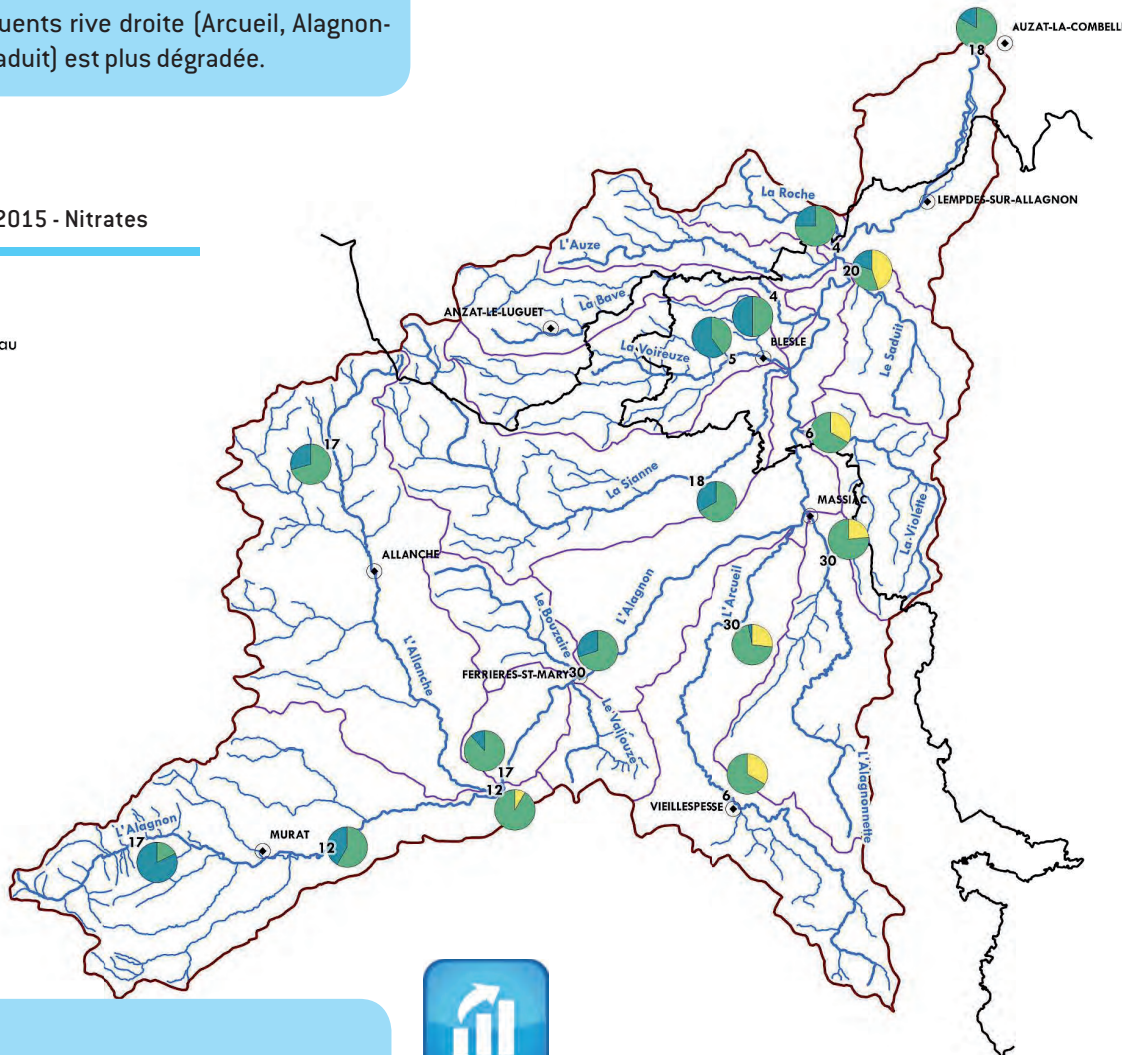 uents rive droite (Arcueil, Alagnon-
aduit) est plus dégradée.
2015 - Nitrates
au
18
AUZAT-LA-COMBELL
La Roche
LEMPDES-SUR-ALLAGNON
4
L'Auze
20
La Bave
4
ANZAT-LE-LUGUET
Le Saduit
La Voireuze
5
BLESLE
17
6
La Sianne
18
MASSIAC
La Violette
30
ALLANCHE
L'Alagnon
L'Arcueil
Le Bouzaire
30
L'Allanche
FERRIERES-ST-MARY
30
Le Valjouze
17
12
L'Alagnonnette
6
VIEILLESPESSE
L'Alagnon
MURAT
12
17